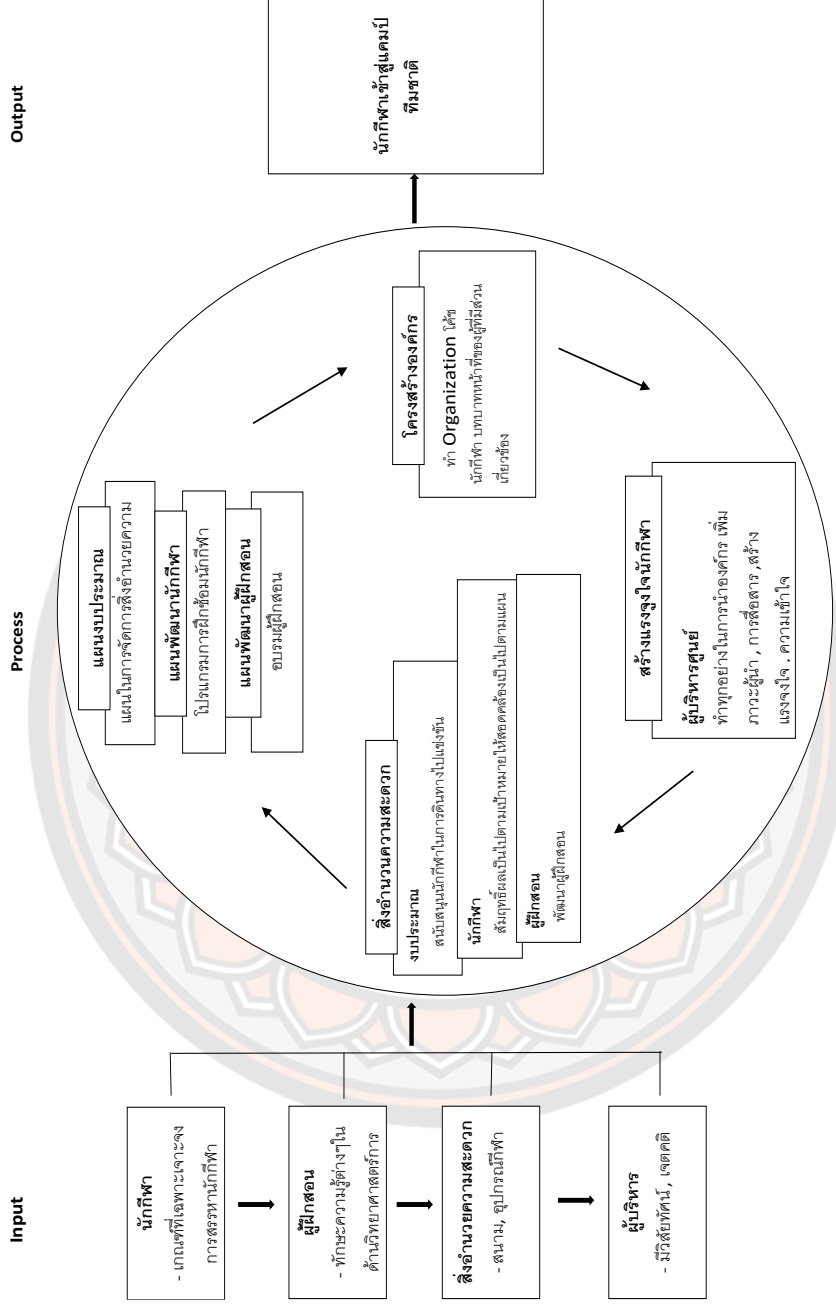 Input
Process
Output
นักกีฬา
- เกณฑ์ที่เฉพาะเจาะจง
การสรรหานักกีฬา
ผู้ฝึกสอน
- ทักษะความรู้ต่างๆใน
ด้านวิทยาศาสตร์การ
สิ่งอำนวยความสะดวก
- สนาม, อุปกรณ์กีฬา
ผู้บริหาร
- มีวิสัยทัศน์ , เจตคติ
แผนงบประมาณ
แผนในการจัดการสิ่งอำนวยความ
แผนพัฒนานักกีฬา
โปรแกรมการฝึกซ้อมนักกีฬา
แผนพัฒนาผู้ฝึกสอน
อบรมผู้ฝึกสอน
โครงสร้างองค์กร
ทำ Organization โค้ช
นักกีฬา บทบาทหน้าที่ของผู้ที่มีส่วน
เกี่ยวข้อง
สร้างแรงจูงใจนักกีฬา
ผู้บริหารศูนย์
ทำทุกอย่างในการนำองค์กร เพิ่ม
ภาวะผู้นำ , การสื่อสาร ,สร้าง
แรงจงใจ . ความเข้าใจ
สิ่งอำนวนความสะดวก
งบประมาณ
สนับสนุนนักกีฬาในการดินทางไปแข่งขัน
นักกีฬา
สัมฤทธิ์ผลเป็นไปตามเป้าหมายให้สอดคล้องเป็นไปตามแผน
ผู้ฝึกสอน
พัฒนาผู้ฝึกสอน
นักกีฬาเข้าสู่แคมป์
ทีมชาติ